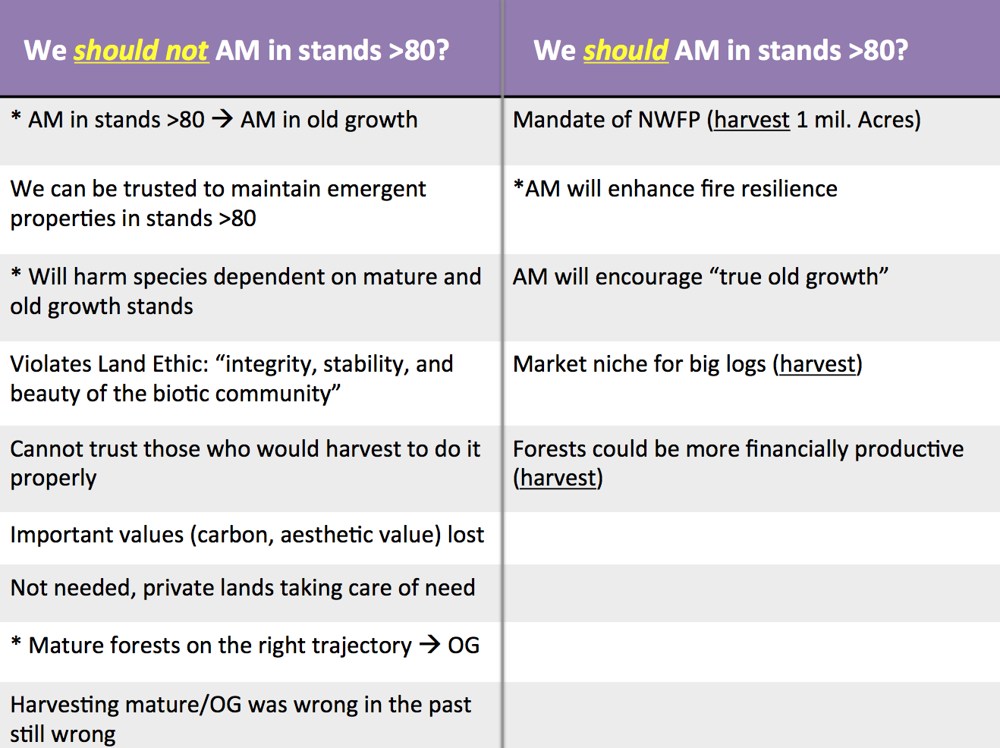 We should not AM in stands >80?
We should AM in stands >80?
* AM in stands >80 → AM in old growth
Mandate of NWFP (harvest 1 mil. Acres)
We can be trusted to maintain emergent
properties in stands >80
*AM will enhance fire resilience
* Will harm species dependent on mature and
old growth stands
AM will encourage “true old growth”
Violates Land Ethic: “integrity, stability, and
beauty of the biotic community”
Market niche for big logs (harvest)
Cannot trust those who would harvest to do it
properly
Forests could be more financially productive
(harvest)
Important values (carbon, aesthetic value) lost
Not needed, private lands taking care of need
* Mature forests on the right trajectory → OG
Harvesting mature/OG was wrong in the past
still wrong